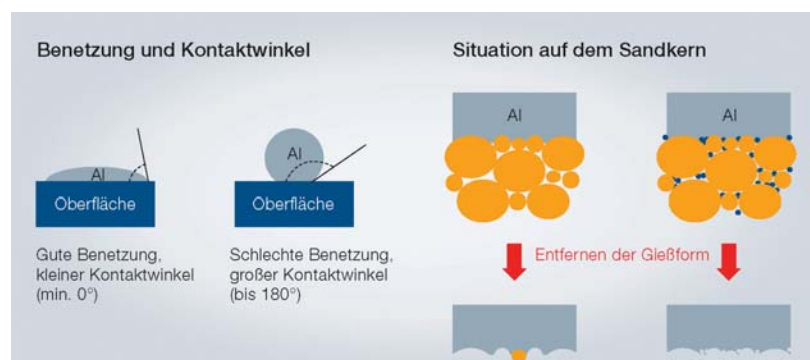 Benetzung und Kontaktwinkel
Al
Oberfläche
Gute Benetzung,
kleiner Kontaktwinkel
(min. 0°)
Al
Oberfläche
Schlechte Benetzung,
großer Kontaktwinkel
(bis 180°)
Situation auf dem Sandkern
Al
Al
Entfernen der Gießform